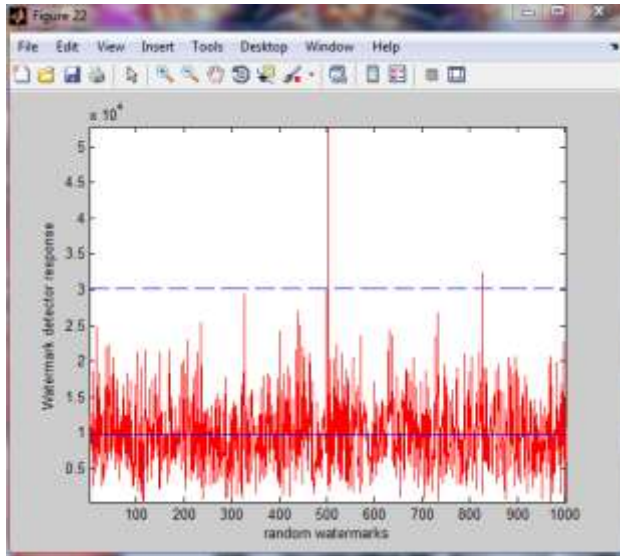 Figure 22
File Edit View Insert Tools Desktop Window Help
x 10^4
5
4.5
4
3.5
3
2.5
2
1.5
1
0.5
Watermark detector response
100 200 300 400 500 600 700 800 900 1000
random watermarks